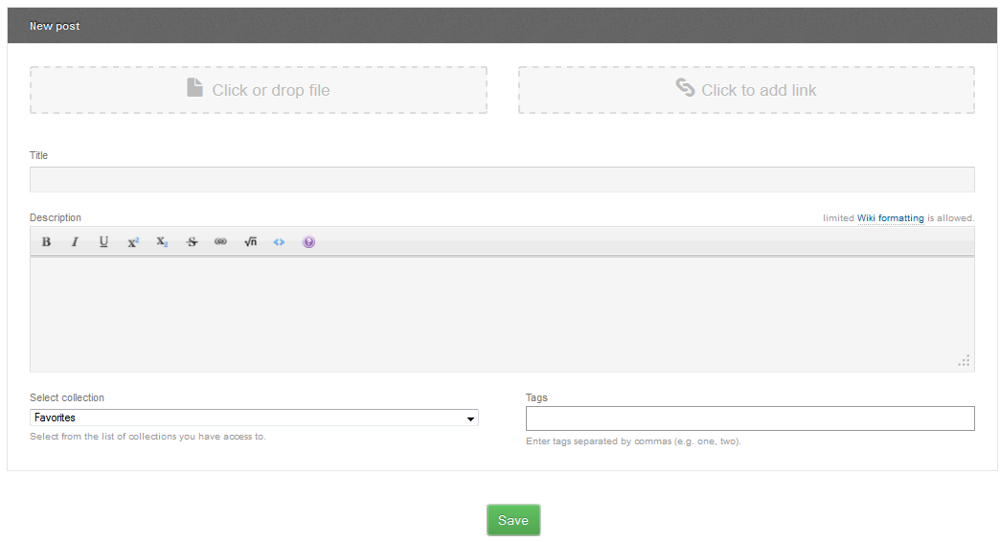 New post
Click or drop file
Click to add link
Title
Description
limited Wiki formatting is allowed.
B I U X² X₂ S √n <> ?
Select collection
Tags
Favorites
Select from the list of collections you have access to.
Enter tags separated by commas (e.g. one, two).
Save